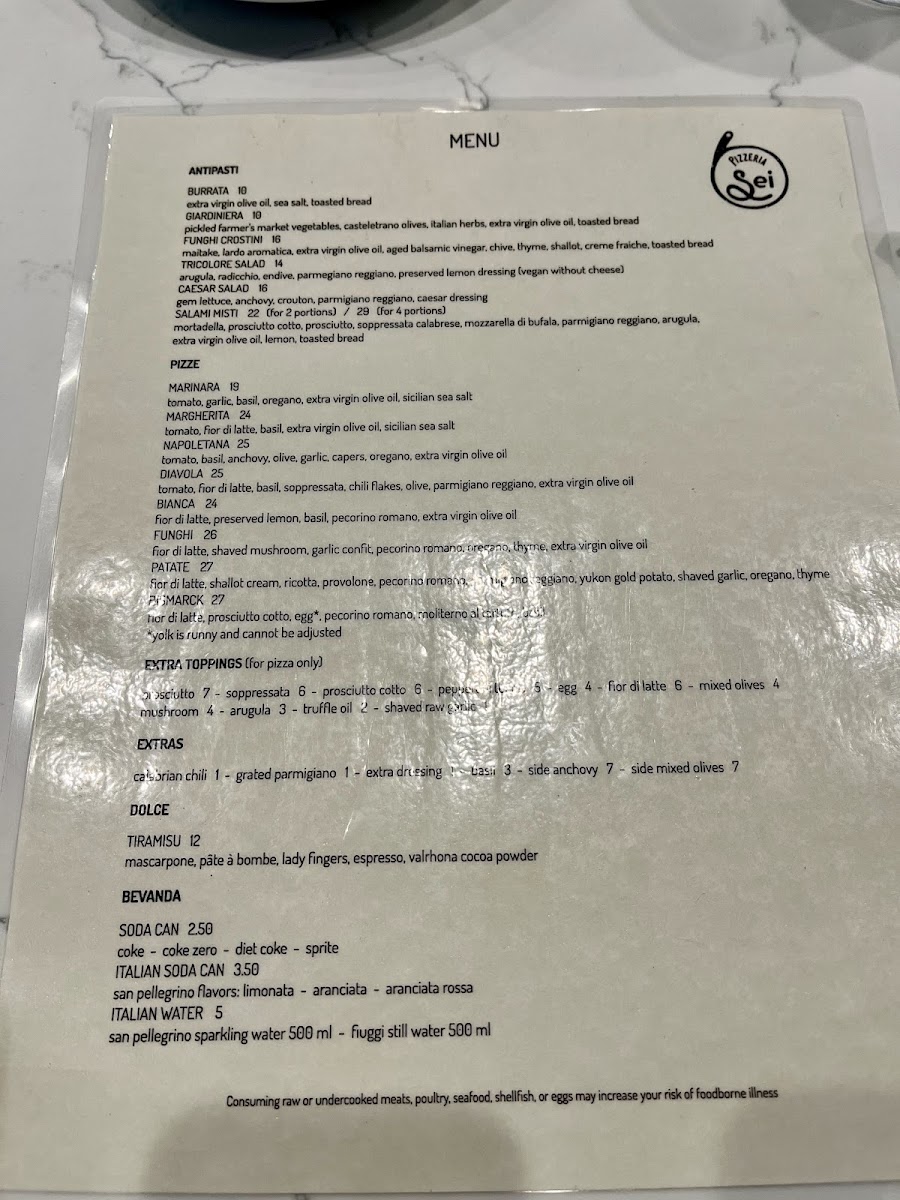 MENU
PIZZERIA
Sei
ANTIPASTI
BURRATA 10
extra virgin olive oil, sea salt, toasted bread
GIARDINIERA 10
pickled farmer's market vegetables, casteletrano olives, italian herbs, extra virgin olive oil, toasted bread
FUNGHI CROSTINI 16
maitake, lardo aromatica, extra virgin olive oil, aged balsamic vinegar, chive, thyme, shallot, creme fraiche, toasted bread
TRICOLORE SALAD 14
arugula, radicchio, endive, parmegiano reggiano, preserved lemon dressing (vegan without cheese)
CAESAR SALAD 16
gem lettuce, anchovy, crouton, parmigiano reggiano, caesar dressing
SALAMI MISTI 22 (for 2 portions) / 29 (for 4 portions)
mortadella, prosciutto cotto, prosciutto, soppressata calabrese, mozzarella di bufala, parmigiano reggiano, arugula,
extra virgin olive oil, lemon, toasted bread
PIZZE
MARINARA 19
tomato, garlic, basil, oregano, extra virgin olive oil, sicilian sea salt
MARGHERITA 24
tomato, fior di latte, basil, extra virgin olive oil, sicilian sea salt
NAPOLETANA 25
tomato, basil, anchovy, olive, garlic, capers, oregano, extra virgin olive oil
DIAVOLA 25
tomato, fior di latte, basil, soppressata, chili flakes, olive, parmigiano reggiano, extra virgin olive oil
BIANCA 24
fior di latte, preserved lemon, basil, pecorino romano, extra virgin olive oil
FUNGHI 26
fior di latte, shaved mushroom, garlic confit, pecorino romano, oregano, thyme, extra virgin olive oil
PATATE 27
fior di latte, shallot cream, ricotta, provolone, pecorino romano, reggiano, yukon gold potato, shaved garlic, oregano, thyme
BISMARCK 27
fior di latte, prosciutto cotto, egg*, pecorino romano, moliterno al
*yolk is runny and cannot be adjusted
EXTRA TOPPINGS (for pizza only)
prosciutto 7 - soppressata 6 - prosciutto cotto 6 - 5 - egg 4 - fior di latte 6 - mixed olives 4
mushroom 4 - arugula 3 - truffle oil 2 - shaved raw garlic
EXTRAS
calabrian chili 1 - grated parmigiano 1 - extra dressing - basil 3 - side anchovy 7 - side mixed olives 7
DOLCE
TIRAMISU 12
mascarpone, pâte à bombe, lady fingers, espresso, valrhona cocoa powder
BEVANDA
SODA CAN 2.50
coke - coke zero - diet coke - sprite
ITALIAN SODA CAN 3.50
san pellegrino flavors: limonata - aranciata - aranciata rossa
ITALIAN WATER 5
san pellegrino sparkling water 500 ml - fiuggi still water 500 ml
Consuming raw or undercooked meats, poultry, seafood, shellfish, or eggs may increase your risk of foodborne illness